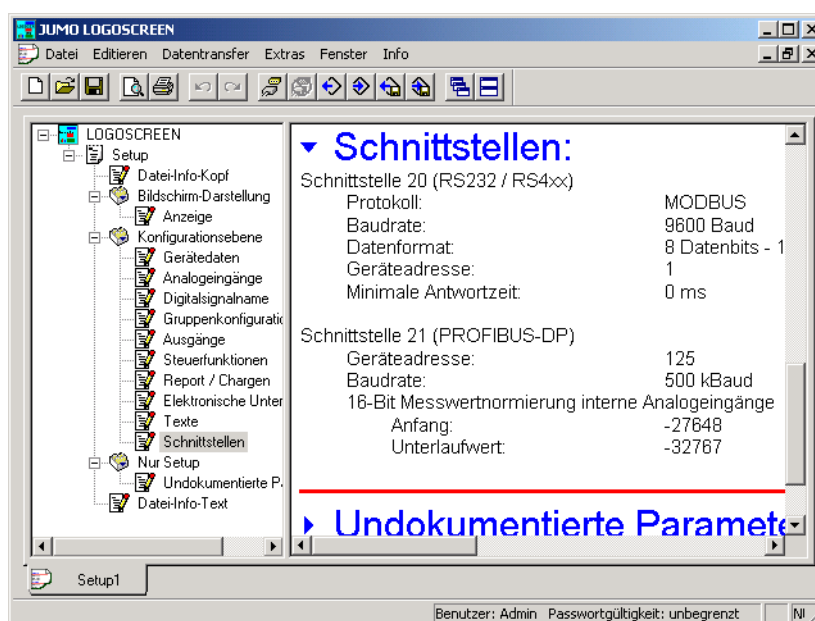 JUMO LOGOSCREEN
Datei Editieren Datentransfer Extras Fenster Info
LOGOSCREEN
Setup
Datei-Info-Kopf
Bildschirm-Darstellung
Anzeige
Konfigurationsebene
Gerätedaten
Analogeingänge
Digitalsignalname
Gruppenkonfiguratio
Ausgänge
Steuerfunktionen
Report / Chargen
Elektronische Unter
Texte
Schnittstellen
Nur Setup
Undokumentierte P.
Datei-Info-Text
Schnittstellen:
Schnittstelle 20 (RS232 / RS4xx)
Protokoll: MODBUS
Baudrate: 9600 Baud
Datenformat: 8 Datenbits - 1
Geräteadresse: 1
Minimale Antwortzeit: 0 ms
Schnittstelle 21 (PROFIBUS-DP)
Geräteadresse: 125
Baudrate: 500 kBaud
16-Bit Messwertnormierung interne Analogeingänge
Anfang: -27648
Unterlaufwert: -32767
Undokumentierte Paramete
Setup1
Benutzer: Admin Passwortgültigkeit: unbegrenzt